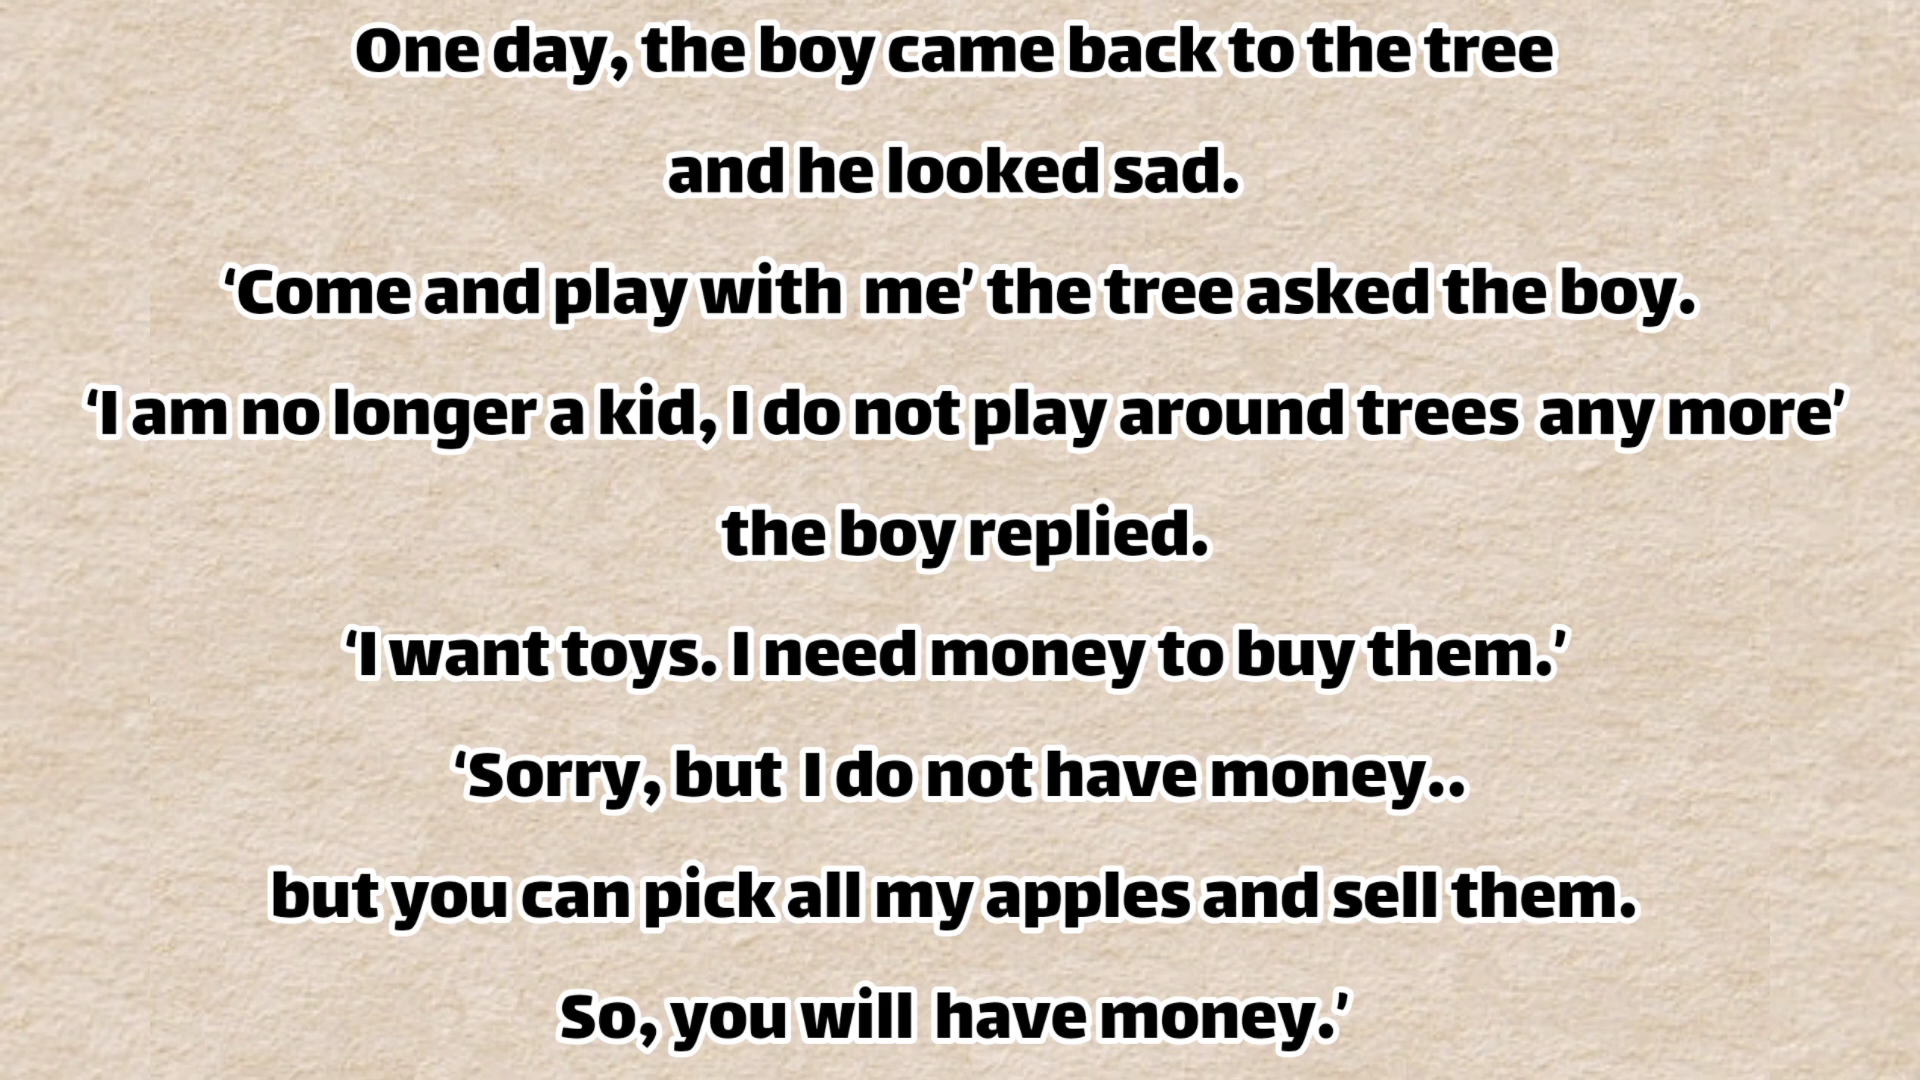 One day, the boy came back to the tree
and he looked sad.
‘Come and play with me’ the tree asked the boy.
‘I am no longer a kid, I do not play around trees any more’
the boy replied.
‘I want toys. I need money to buy them.’
‘Sorry, but I do not have money..
but you can pick all my apples and sell them.
So, you will have money.’